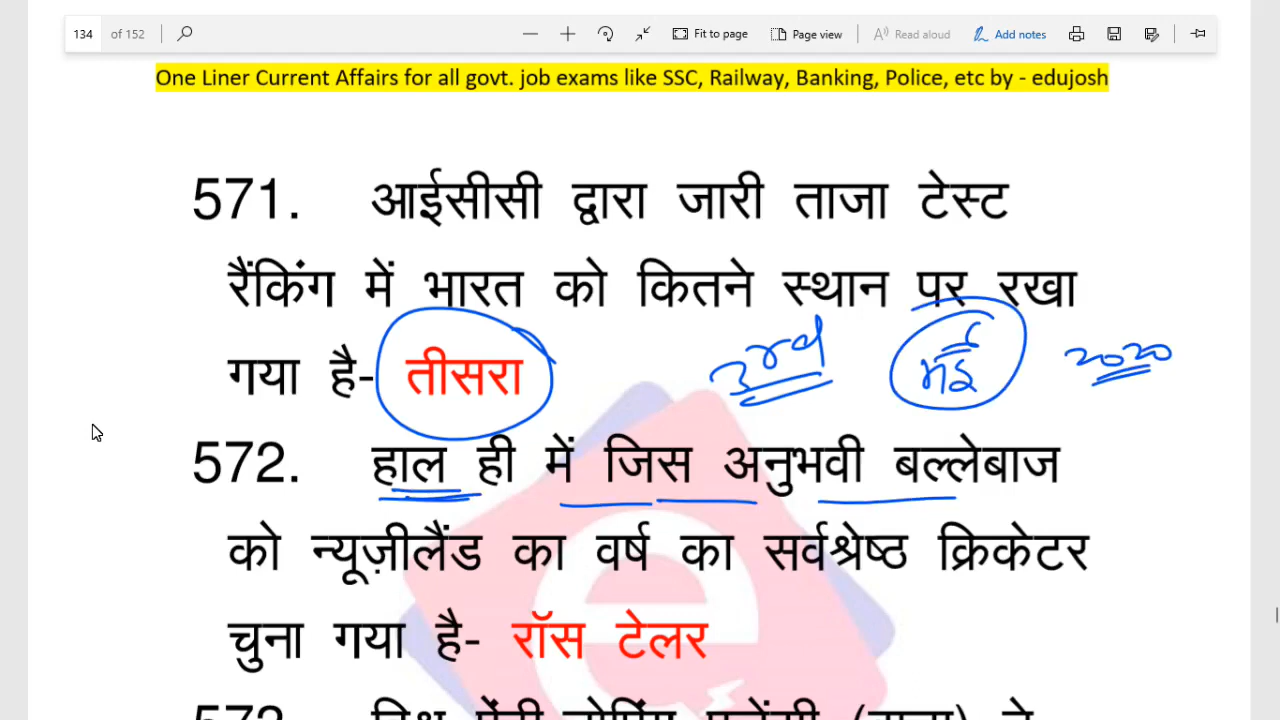 134 of 152 Fit to page Page view Read aloud Add notes
One Liner Current Affairs for all govt. job exams like SSC, Railway, Banking, Police, etc by - edujosh
571. आईसीसी द्वारा जारी ताजा टेस्ट
रैंकिंग में भारत को कितने स्थान पर रखा
गया है- तीसरा 3rd मई 2020
572. हाल ही में जिस अनुभवी बल्लेबाज
को न्यूज़ीलैंड का वर्ष का सर्वश्रेष्ठ क्रिकेटर
चुना गया है- रॉस टेलर